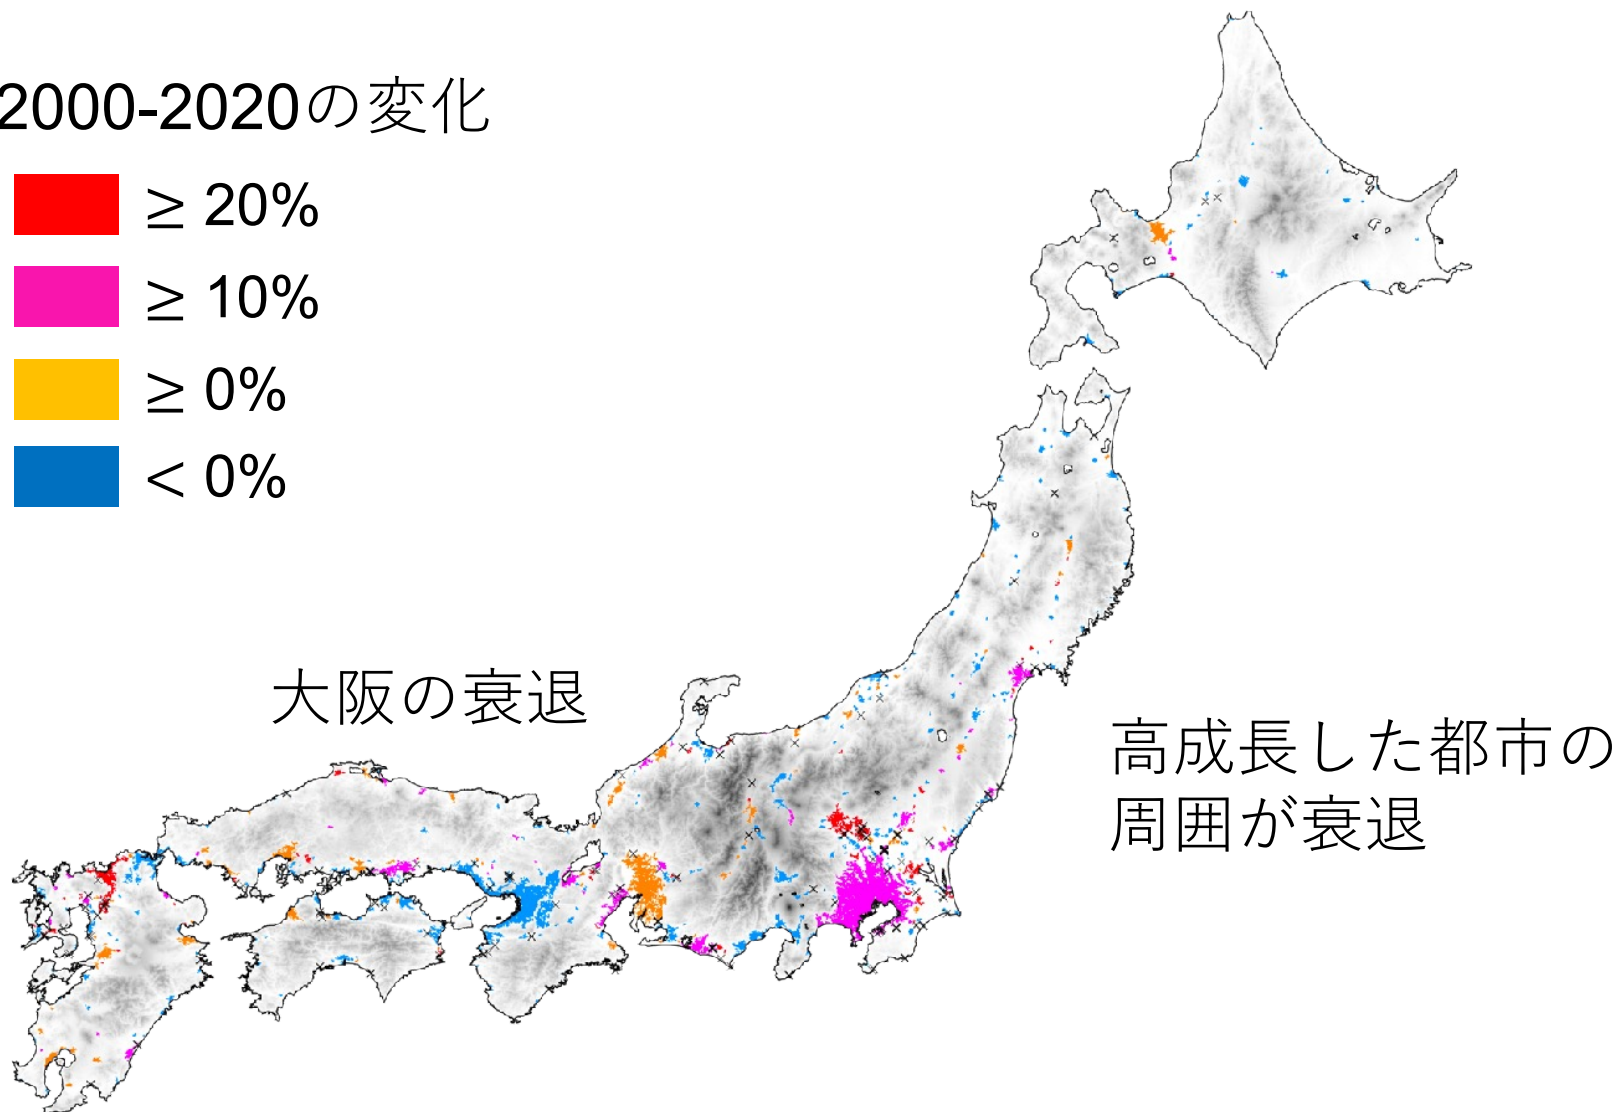 2000-2020の変化
≥ 20%
≥ 10%
≥ 0%
< 0%
大阪の衰退
高成長した都市の
周囲が衰退